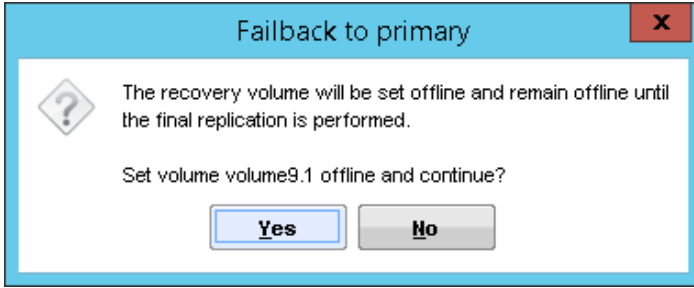 Failback to primary
x
The recovery volume will be set offline and remain offline until
the final replication is performed.
Set volume volume9.1 offline and continue?
Yes
No